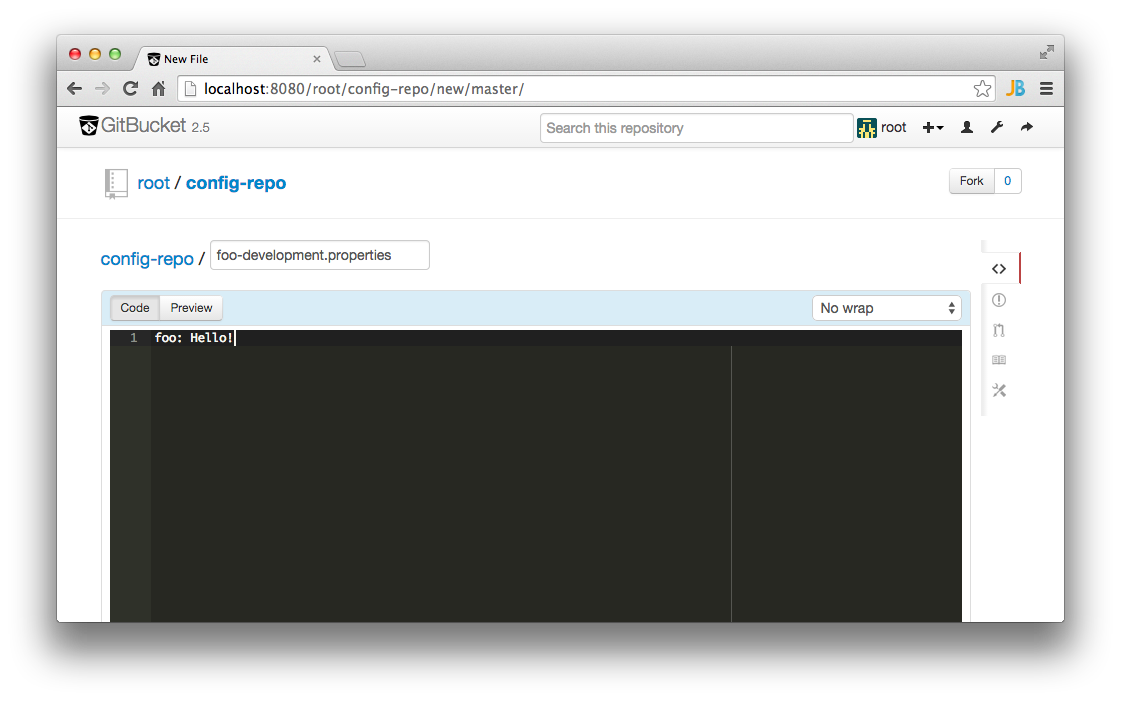 New File
localhost:8080/root/config-repo/new/master/
JB
GitBucket 2.5
Search this repository
root
root / config-repo
Fork 0
config-repo / foo-development.properties
Code Preview No wrap
1 foo: Hello!